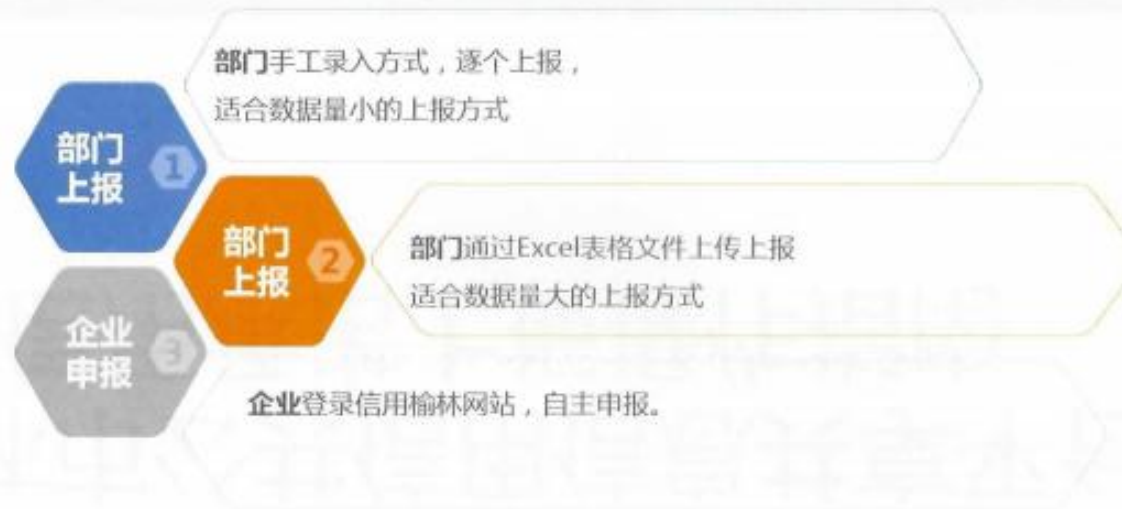 部门手工录入方式，逐个上报，
适合数据量小的上报方式
部门
上报
1
部门
上报
2
部门通过Excel表格文件上传上报
适合数据量大的上报方式
企业
申报
3
企业登录信用榆林网站，自主申报。